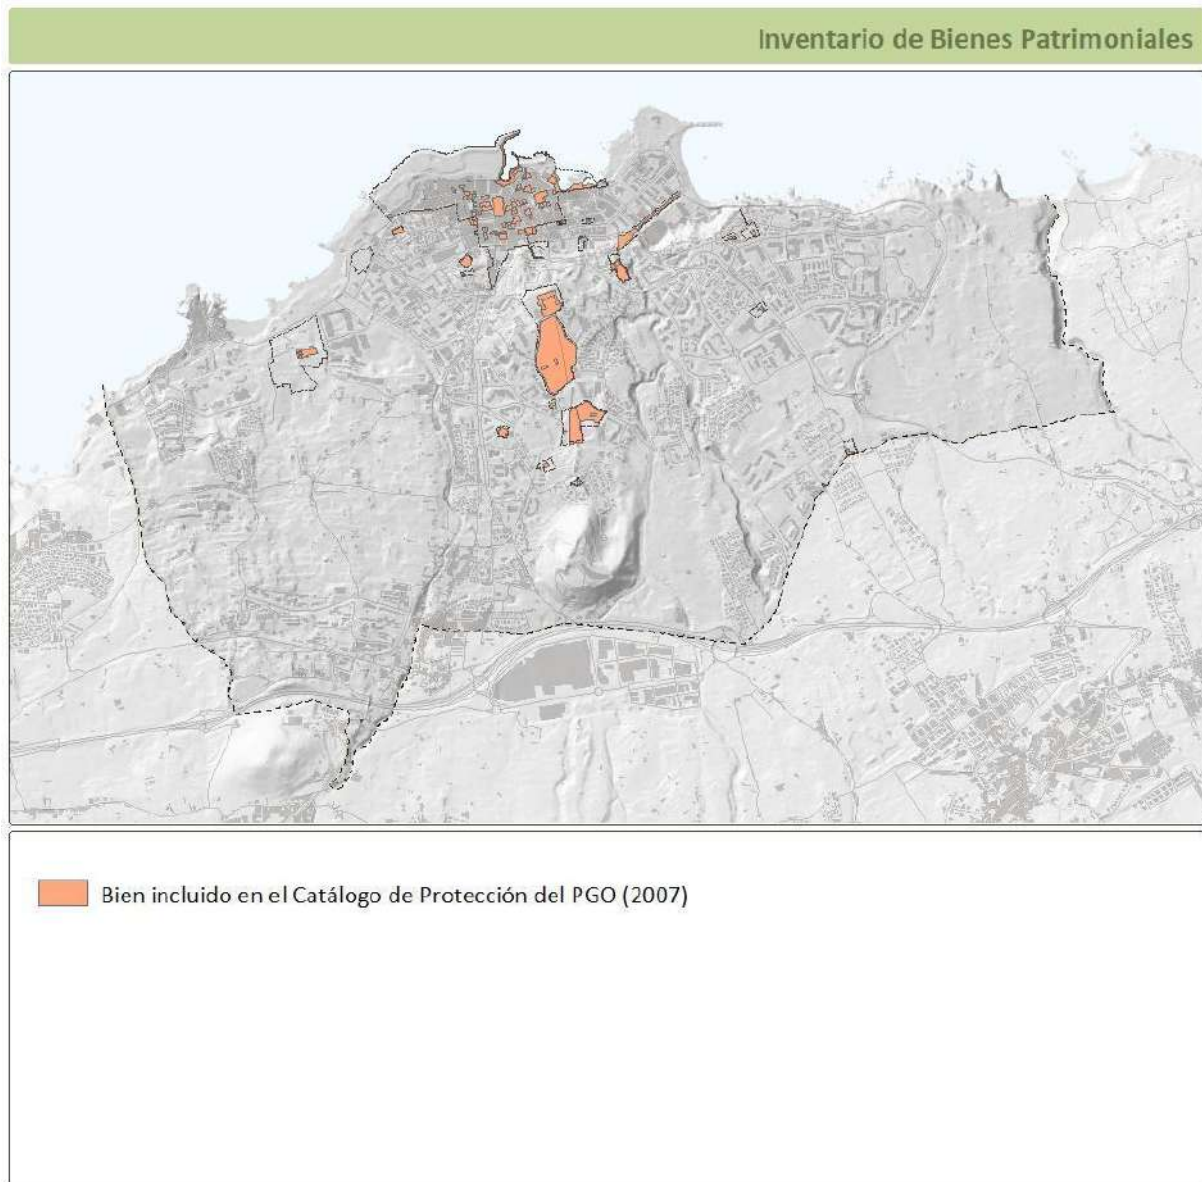 Inventario de Bienes Patrimoniales
Bien incluido en el Catálogo de Protección del PGO (2007)